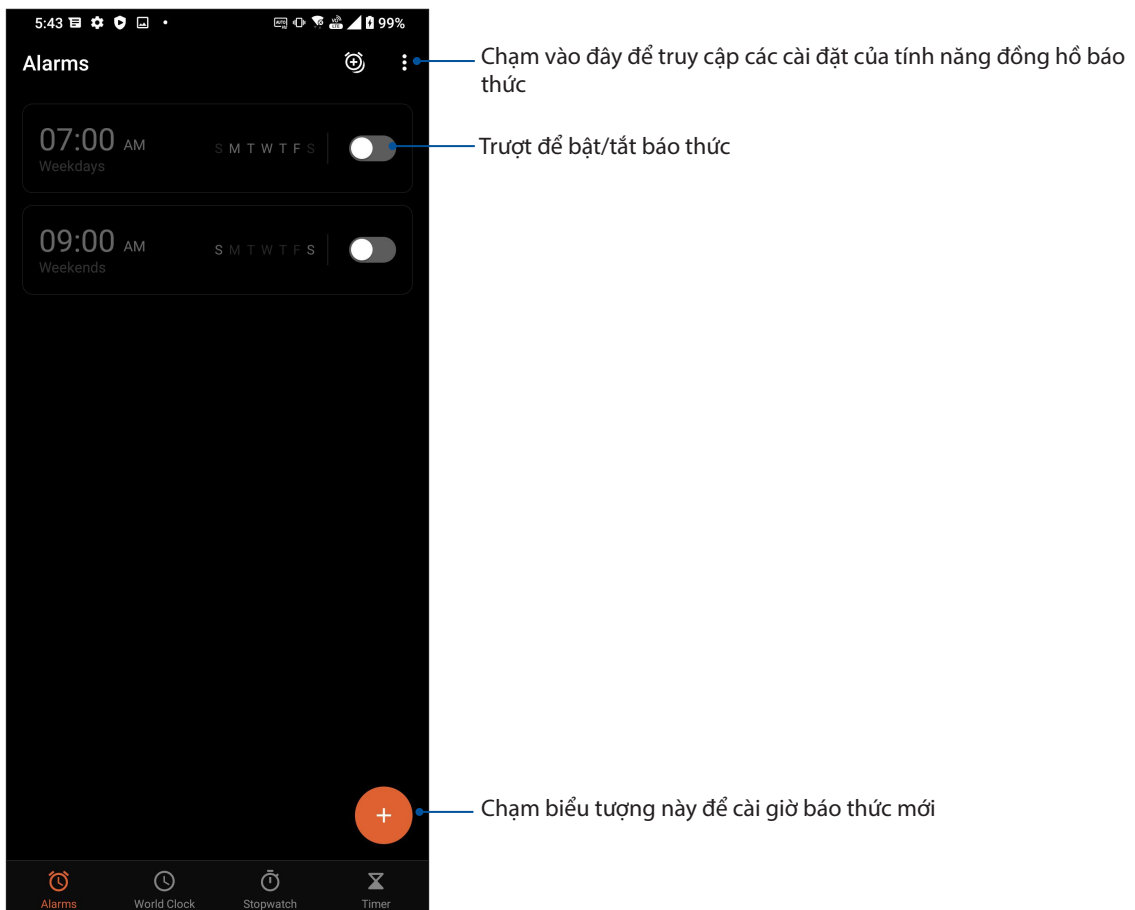 5:43
99%
Alarms
Chạm vào đây để truy cập các cài đặt của tính năng đồng hồ báo
thức
07:00 AM
S M T W T F S
Weekdays
Trượt để bật/tắt báo thức
09:00 AM
S M T W T F S
Weekends
+
Chạm biểu tượng này để cài giờ báo thức mới
Alarms
World Clock
Stopwatch
Timer